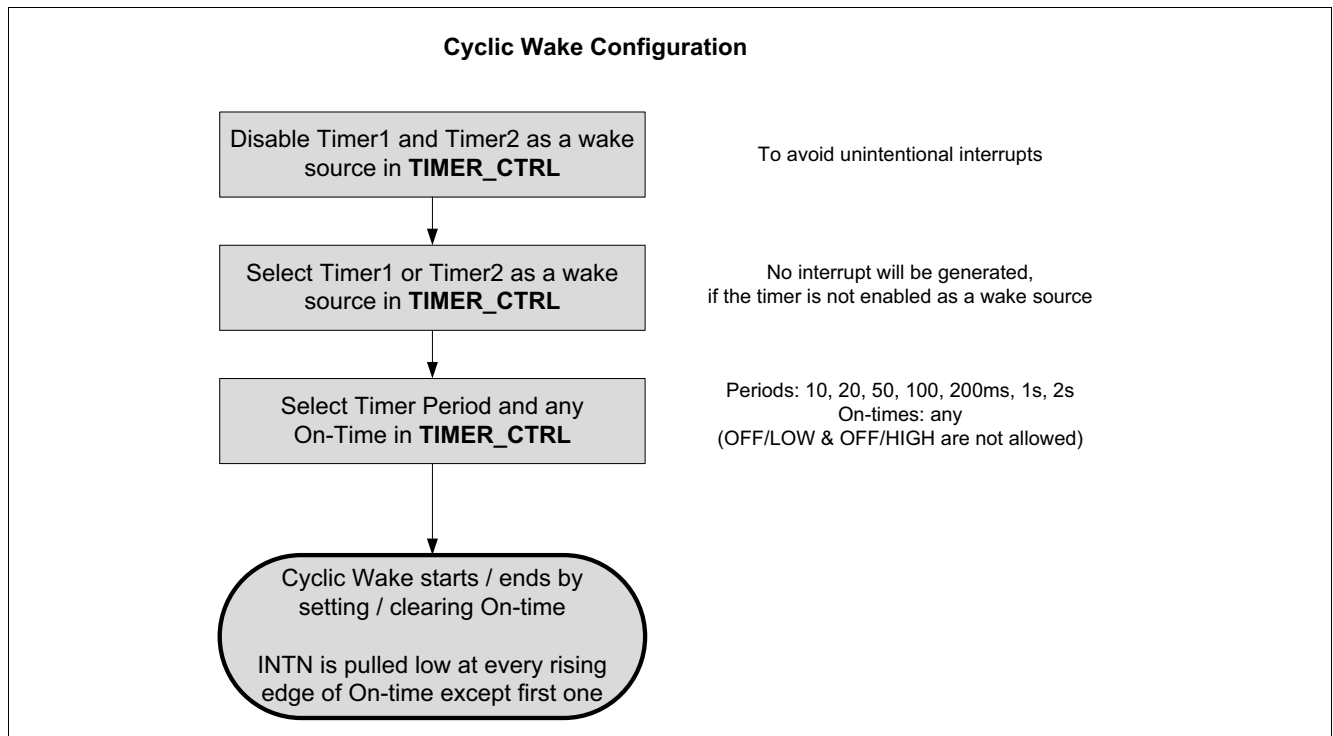 Cyclic Wake Configuration
Disable Timer1 and Timer2 as a wake
source in TIMER_CTRL
To avoid unintentional interrupts
Select Timer1 or Timer2 as a wake
source in TIMER_CTRL
No interrupt will be generated,
if the timer is not enabled as a wake source
Select Timer Period and any
On-Time in TIMER_CTRL
Periods: 10, 20, 50, 100, 200ms, 1s, 2s
On-times: any
(OFF/LOW & OFF/HIGH are not allowed)
Cyclic Wake starts / ends by
setting / clearing On-time
INTN is pulled low at every rising
edge of On-time except first one